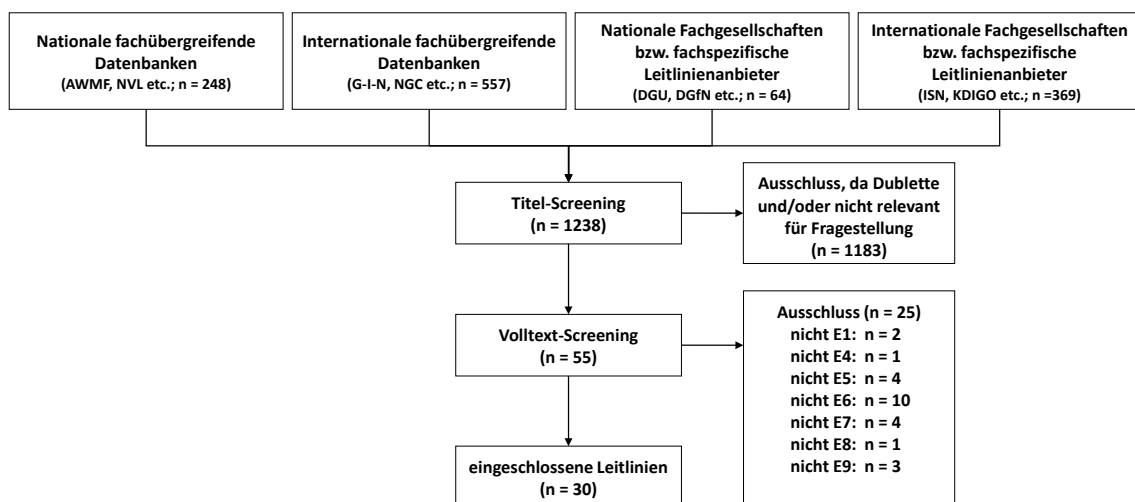 Nationale fachübergreifende
Datenbanken
(AWMF, NVL etc.; n = 248)
Internationale fachübergreifende
Datenbanken
(G-I-N, NGC etc.; n = 557)
Nationale Fachgesellschaften
bzw. fachspezifische
Leitlinienanbieter
(DGU, DGfN etc.; n = 64)
Internationale Fachgesellschaften
bzw. fachspezifische
Leitlinienanbieter
(ISN, KDIGO etc.; n =369)
Titel-Screening
(n = 1238)
Ausschluss, da Dublette
und/oder nicht relevant
für Fragestellung
(n = 1183)
Volltext-Screening
(n = 55)
Ausschluss (n = 25)
nicht E1: n = 2
nicht E4: n = 1
nicht E5: n = 4
nicht E6: n = 10
nicht E7: n = 4
nicht E8: n = 1
nicht E9: n = 3
eingeschlossene Leitlinien
(n = 30)